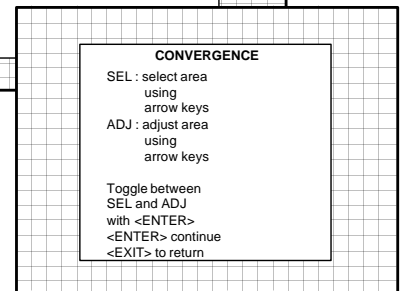 CONVERGENCE
SEL : select area
using
arrow keys
ADJ : adjust area
using
arrow keys
Toggle between
SEL and ADJ
with <ENTER>
<ENTER> continue
<EXIT> to return